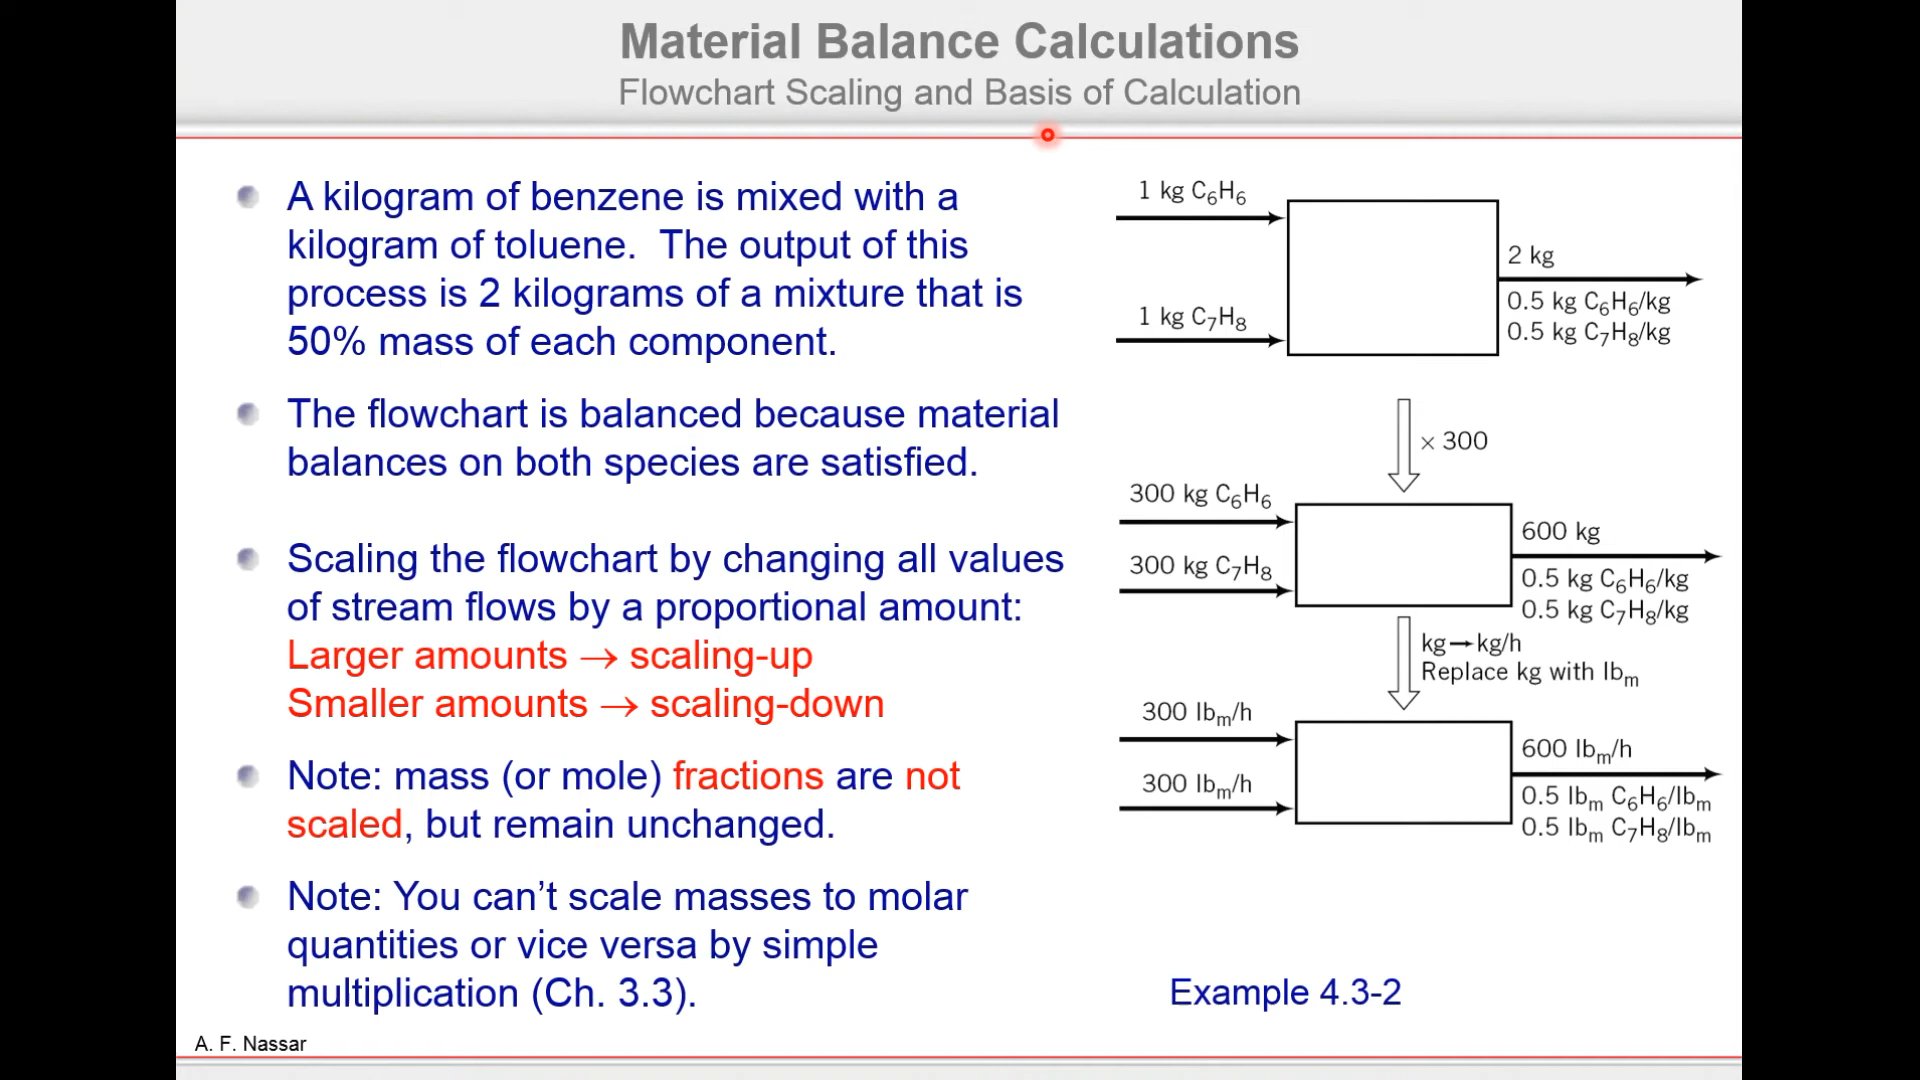 Material Balance Calculations
Flowchart Scaling and Basis of Calculation
A kilogram of benzene is mixed with a
kilogram of toluene.  The output of this
process is 2 kilograms of a mixture that is
50% mass of each component.
The flowchart is balanced because material
balances on both species are satisfied.
Scaling the flowchart by changing all values
of stream flows by a proportional amount:
Larger amounts → scaling-up
Smaller amounts → scaling-down
Note: mass (or mole) fractions are not
scaled, but remain unchanged.
Note: You can’t scale masses to molar
quantities or vice versa by simple
multiplication (Ch. 3.3).
1 kg C₆H₆
1 kg C₇H₈
2 kg
0.5 kg C₆H₆/kg
0.5 kg C₇H₈/kg
× 300
300 kg C₆H₆
300 kg C₇H₈
600 kg
0.5 kg C₆H₆/kg
0.5 kg C₇H₈/kg
kg→kg/h
Replace kg with lbₘ
300 lbₘ/h
300 lbₘ/h
600 lbₘ/h
0.5 lbₘ C₆H₆/lbₘ
0.5 lbₘ C₇H₈/lbₘ
Example 4.3-2
A. F. Nassar